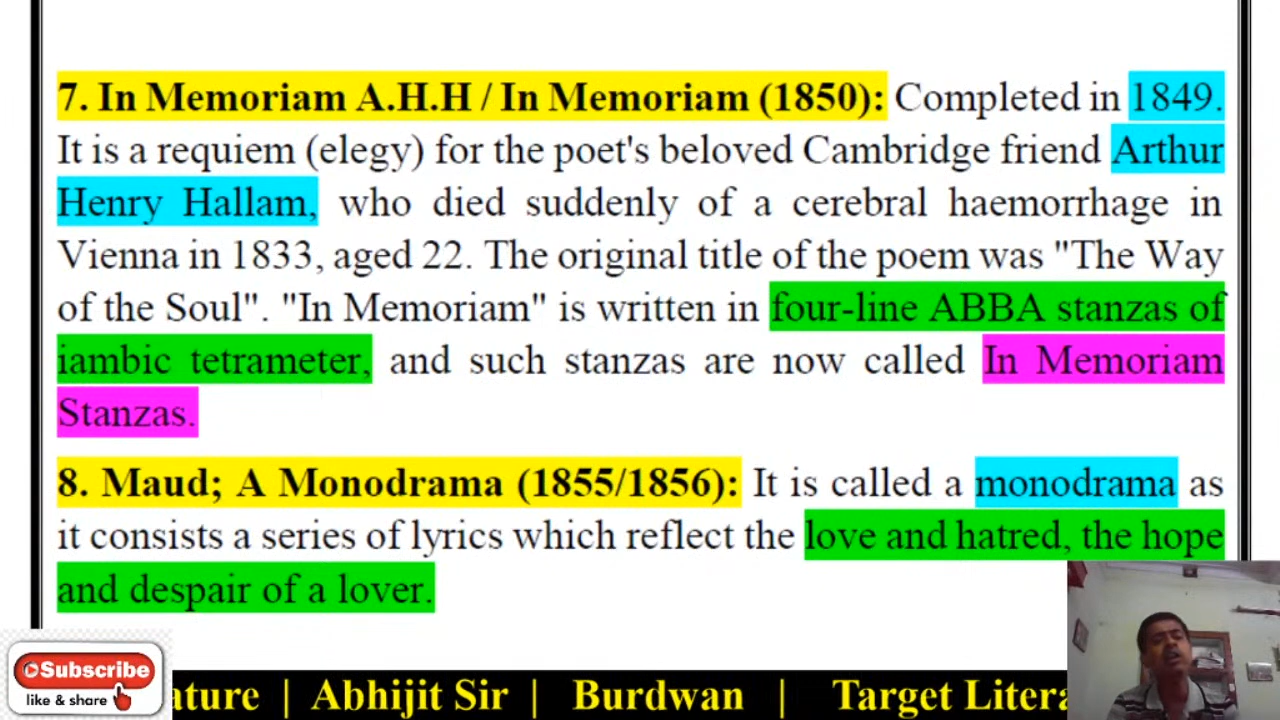 7. In Memoriam A.H.H / In Memoriam (1850): Completed in 1849.
It is a requiem (elegy) for the poet's beloved Cambridge friend Arthur
Henry Hallam, who died suddenly of a cerebral haemorrhage in
Vienna in 1833, aged 22. The original title of the poem was "The Way
of the Soul". "In Memoriam" is written in four-line ABBA stanzas of
iambic tetrameter, and such stanzas are now called In Memoriam
Stanzas.
8. Maud; A Monodrama (1855/1856): It is called a monodrama as
it consists a series of lyrics which reflect the love and hatred, the hope
and despair of a lover.
Subscribe
like & share
ature | Abhijit Sir | Burdwan | Target Litera